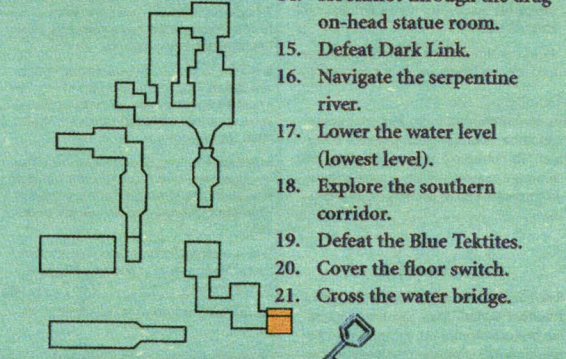 on-head statue room.
15. Defeat Dark Link.
16. Navigate the serpentine
river.
17. Lower the water level
(lowest level).
18. Explore the southern
corridor.
19. Defeat the Blue Tektites.
20. Cover the floor switch.
21. Cross the water bridge.